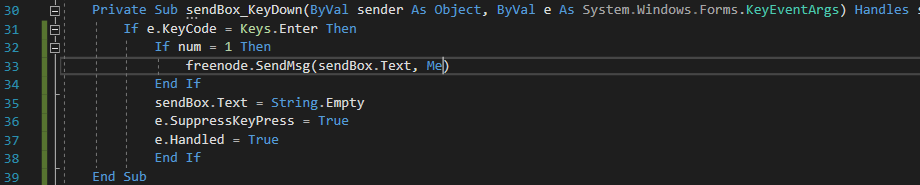 30 Private Sub sendBox_KeyDown(ByVal sender As Object, ByVal e As System.Windows.Forms.KeyEventArgs) Handles s
31 If e.KeyCode = Keys.Enter Then
32 If num = 1 Then
33 freenode.SendMsg(sendBox.Text, Me)
34 End If
35 sendBox.Text = String.Empty
36 e.SuppressKeyPress = True
37 e.Handled = True
38 End If
39 End Sub